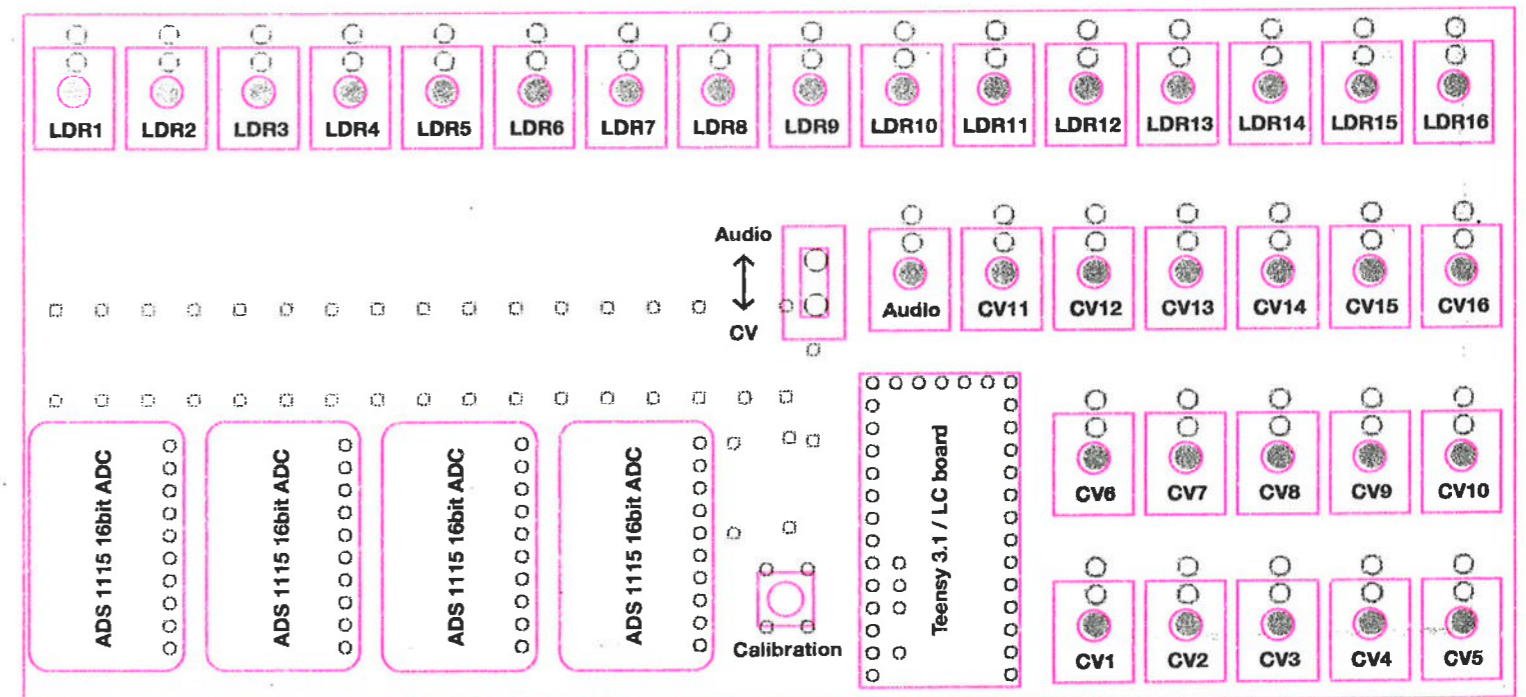 LDR1 LDR2 LDR3 LDR4 LDR5 LDR6 LDR7 LDR8 LDR9 LDR10 LDR11 LDR12 LDR13 LDR14 LDR15 LDR16
Audio
CV
Audio CV11 CV12 CV13 CV14 CV15 CV16
CV6 CV7 CV8 CV9 CV10
ADS 1115 16bit ADC
ADS 1115 16bit ADC
ADS 1115 16bit ADC
ADS 1115 16bit ADC
Teensy 3.1 / LC board
Calibration
CV1 CV2 CV3 CV4 CV5